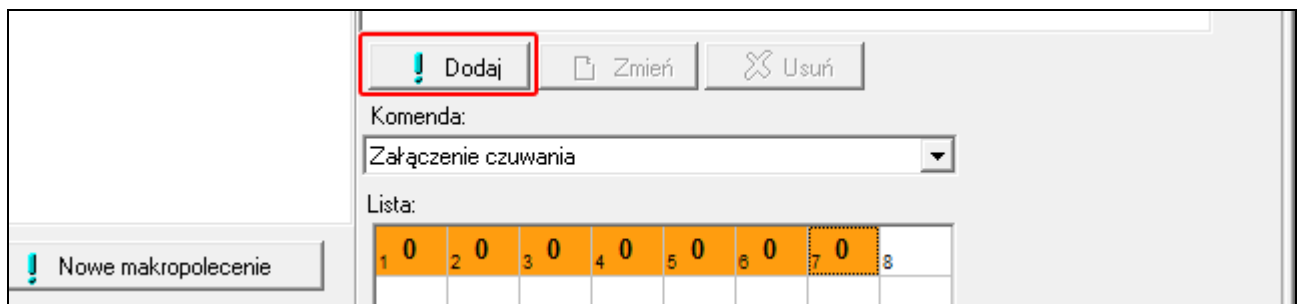 Dodaj Zmień Usuń
Komenda:
Załączenie czuwania
Lista:
1 0 2 0 3 0 4 0 5 0 6 0 7 0 8
Nowe makropolecenie